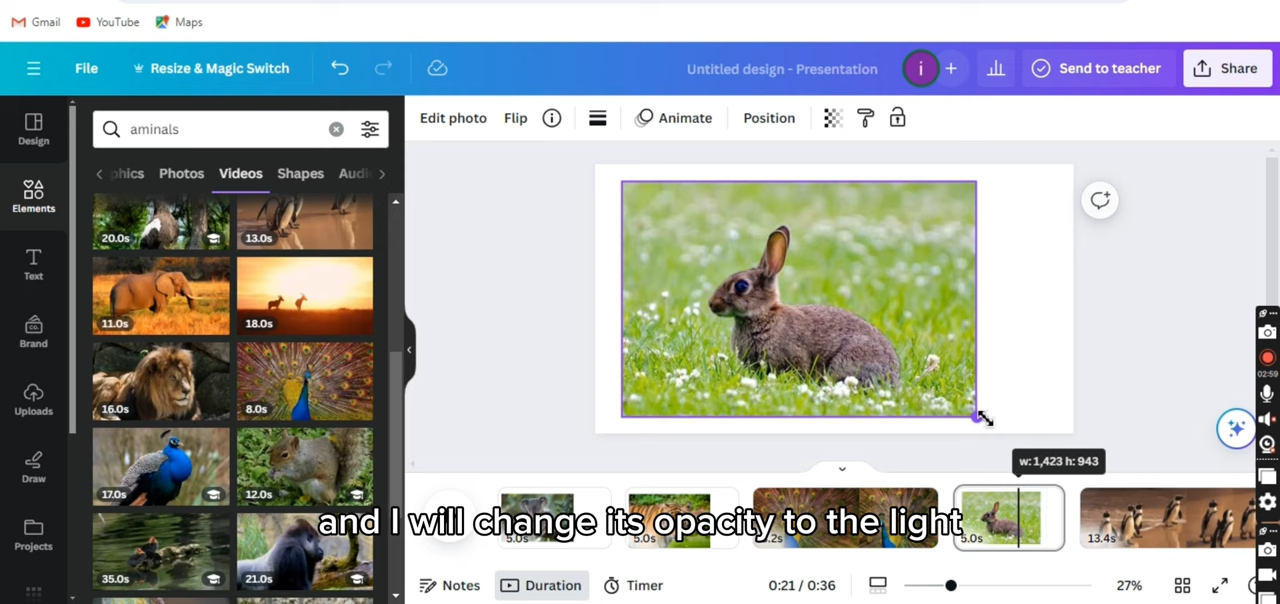 Gmail YouTube Maps
File Resize & Magic Switch Untitled design - Presentation i + Send to teacher Share
Edit photo Flip Animate Position
Design
aminals
Elements
phics Photos Videos Shapes Audi
20.0s 13.0s
Text
11.0s 18.0s
Brand
CO.
16.0s 8.0s
Uploads
02:59
17.0s 12.0s
Draw
w: 1,423 h: 943
5.0s 5.0s .2s 5.0s 13.4s
and I will change its opacity to the light
Projects
35.0s 21.0s
Notes Duration Timer 0:21 / 0:36 27%